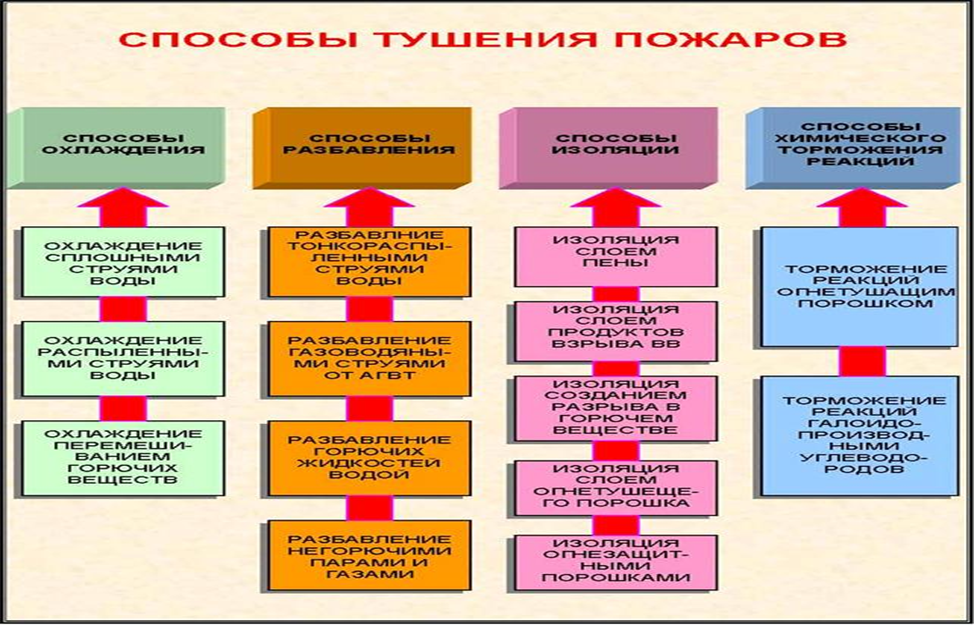 СПОСОБЫ ТУШЕНИЯ ПОЖАРОВ
СПОСОБЫ
ОХЛАЖДЕНИЯ
ОХЛАЖДЕНИЕ
СПЛОШНЫМИ
СТРУЯМИ
ВОДЫ
ОХЛАЖДЕНИЕ
РАСПЫЛЕННЫ-
МИ СТРУЯМИ
ВОДЫ
ОХЛАЖДЕНИЕ
ПЕРЕМЕШИ-
ВАНИЕМ
ГОРЮЧИХ
ВЕЩЕСТВ
СПОСОБЫ
РАЗБАВЛЕНИЯ
РАЗБАВЛНИЕ
ТОНКОРАСПЫ-
ЛЕННЫМИ
СТРУЯМИ
ВОДЫ
РАЗБАВЛЕНИЕ
ГАЗОВОДЯНЫ-
МИ СТРУЯМИ
ОТ АГВТ
РАЗБАВЛЕНИЕ
ГОРЮЧИХ
ЖИДКОСТЕЙ
ВОДОЙ
РАЗБАВЛЕНИЕ
НЕГОРЮЧИМИ
ПАРАМИ И
ГАЗАМИ
СПОСОБЫ
ИЗОЛЯЦИИ
ИЗОЛЯЦИЯ
СЛОЕМ
ПЕНЫ
ИЗОЛЯЦИЯ
СЛОЕМ
ПРОДУКТОВ
ВЗРЫВА ВВ
ИЗОЛЯЦИЯ
СОЗДАНИЕМ
РАЗРЫВА В
ГОРЮЧЕМ
ВЕЩЕСТВЕ
ИЗОЛЯЦИЯ
СЛОЕМ
ОГНЕТУШЕЩЕ-
ГО ПОРОШКА
ИЗОЛЯЦИЯ
ОГНЕЗАЩИТ-
НЫМИ
ПОРОШКАМИ
СПОСОБЫ
ХИМИЧЕСКОГО
ТОРМОЖЕНИЯ
РЕАКЦИЙ
ТОРМОЖЕНИЕ
РЕАКЦИЙ
ОГНЕТУШАЩИМ
ПОРОШКОМ
ТОРМОЖЕНИЕ
РЕАКЦИЙ
ГАЛОИДО-
ПРОИЗВОД-
НЫМИ
УГЛЕВОДО-
РОДОВ